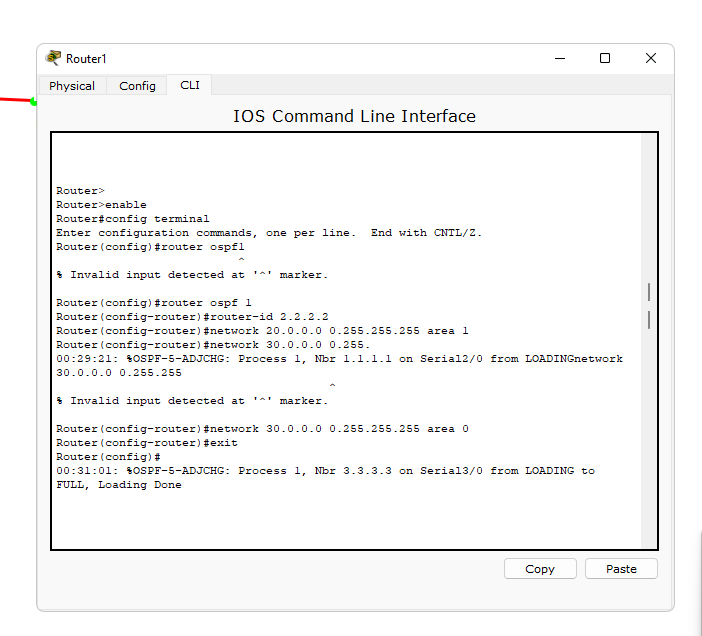 Router1
Physical Config CLI
IOS Command Line Interface
Router>
Router>enable
Router#config terminal
Enter configuration commands, one per line.  End with CNTL/Z.
Router(config)#router ospf1
^
% Invalid input detected at '^' marker.
Router(config)#router ospf 1
Router(config-router)#router-id 2.2.2.2
Router(config-router)#network 20.0.0.0 0.255.255.255 area 1
Router(config-router)#network 30.0.0.0 0.255.
00:29:21: %OSPF-5-ADJCHG: Process 1, Nbr 1.1.1.1 on Serial2/0 from LOADINGnetwork
30.0.0.0 0.255.255
^
% Invalid input detected at '^' marker.
Router(config-router)#network 30.0.0.0 0.255.255.255 area 0
Router(config-router)#exit
Router(config)#
00:31:01: %OSPF-5-ADJCHG: Process 1, Nbr 3.3.3.3 on Serial3/0 from LOADING to
FULL, Loading Done
Copy Paste